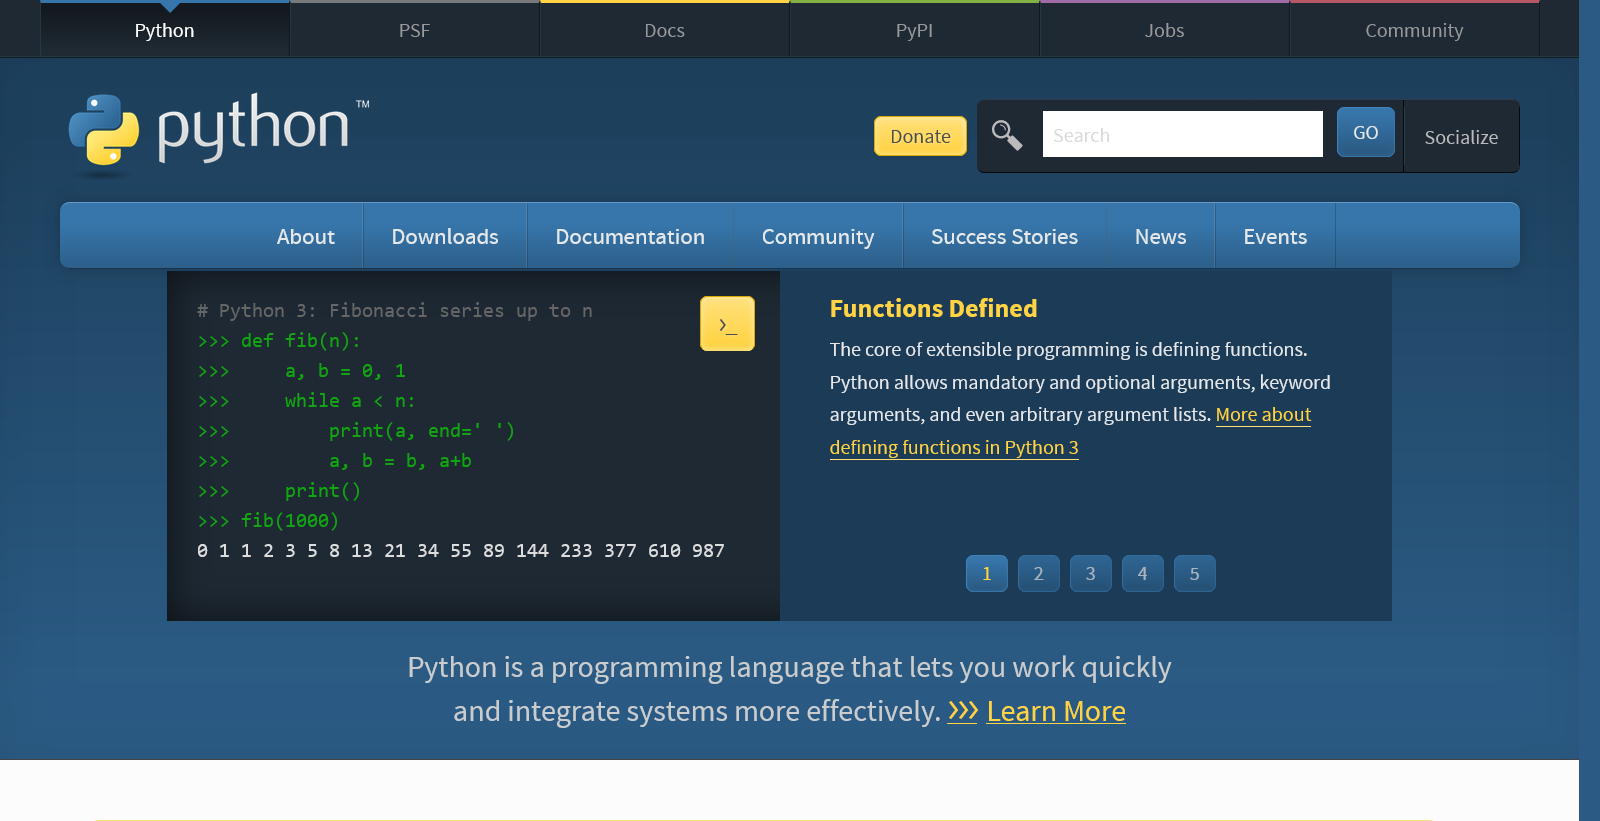 Python
PSF
Docs
PyPI
Jobs
Community
python™
Donate
Search
GO
Socialize
About
Downloads
Documentation
Community
Success Stories
News
Events
# Python 3: Fibonacci series up to n
>>> def fib(n):
>>>     a, b = 0, 1
>>>     while a < n:
>>>         print(a, end=' ')
>>>         a, b = b, a+b
>>>     print()
>>> fib(1000)
0 1 1 2 3 5 8 13 21 34 55 89 144 233 377 610 987
>_
Functions Defined
The core of extensible programming is defining functions.
Python allows mandatory and optional arguments, keyword
arguments, and even arbitrary argument lists. More about
defining functions in Python 3
1 2 3 4 5
Python is a programming language that lets you work quickly
and integrate systems more effectively. >>> Learn More